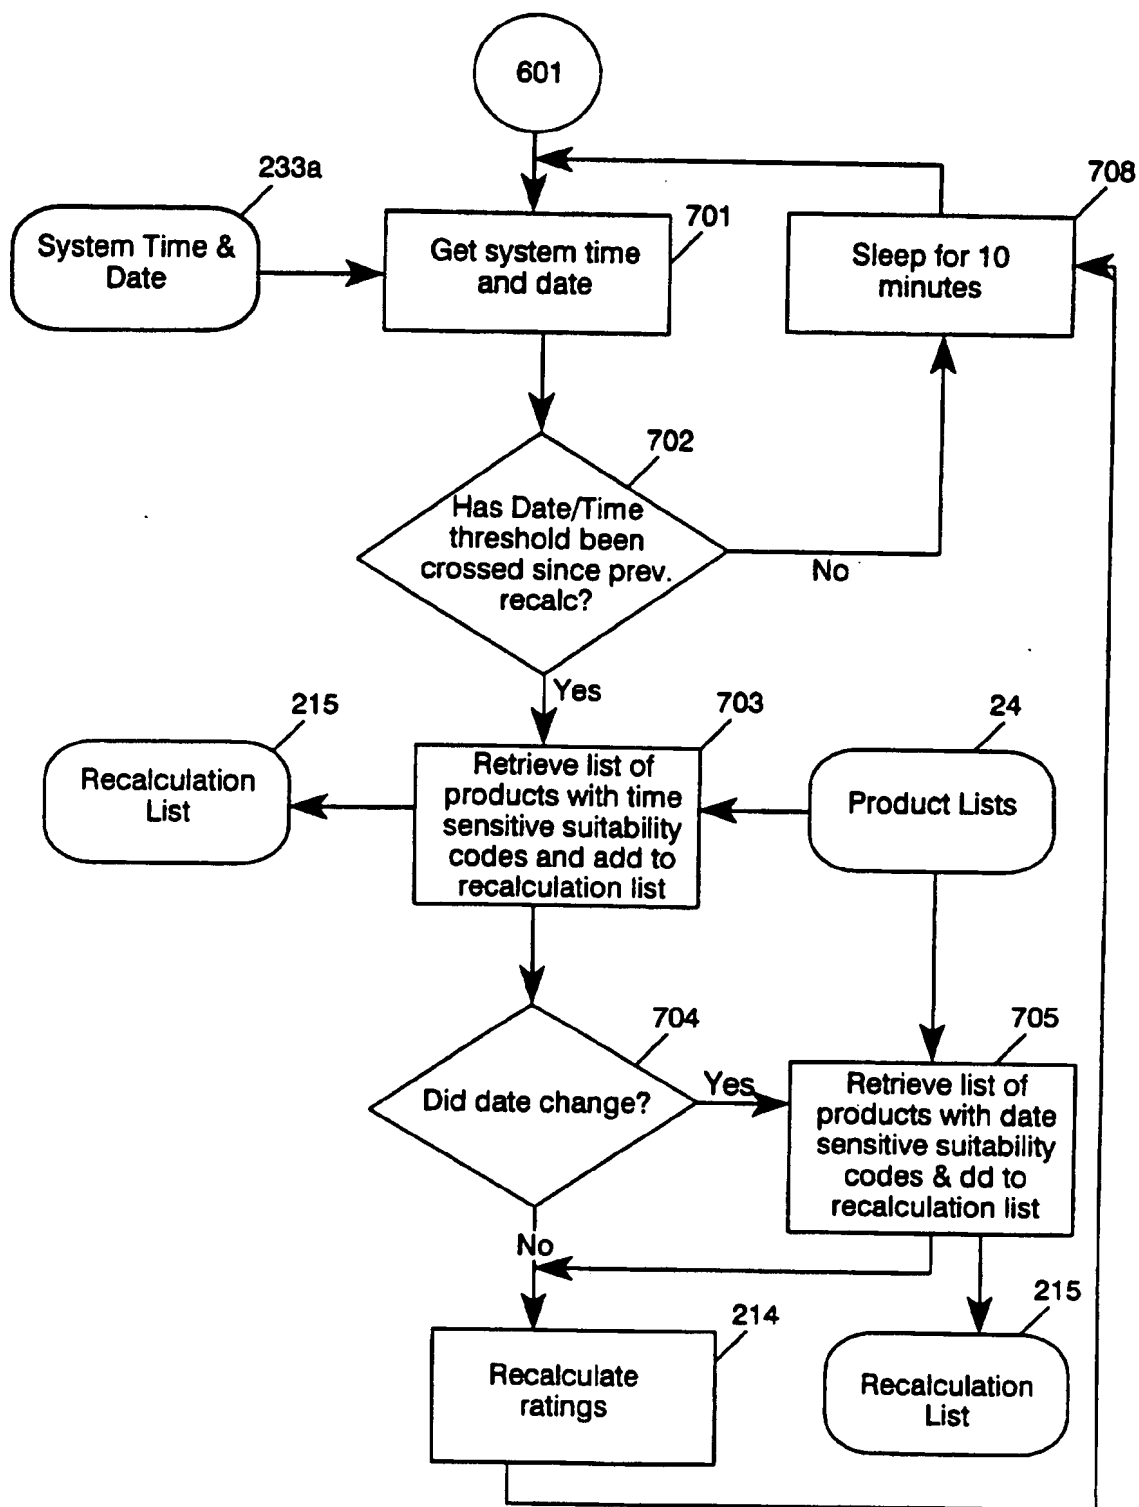 601
233a
708
701
System Time &
Date
Get system time
and date
Sleep for 10
minutes
702
Has Date/Time
threshold been
crossed since prev.
recalc?
No
Yes
215
703
24
Recalculation
List
Retrieve list of
products with time
sensitive suitability
codes and add to
recalculation list
Product Lists
704
705
Did date change?
Yes
Retrieve list of
products with date
sensitive suitability
codes & dd to
recalculation list
No
214
215
Recalculate
ratings
Recalculation
List